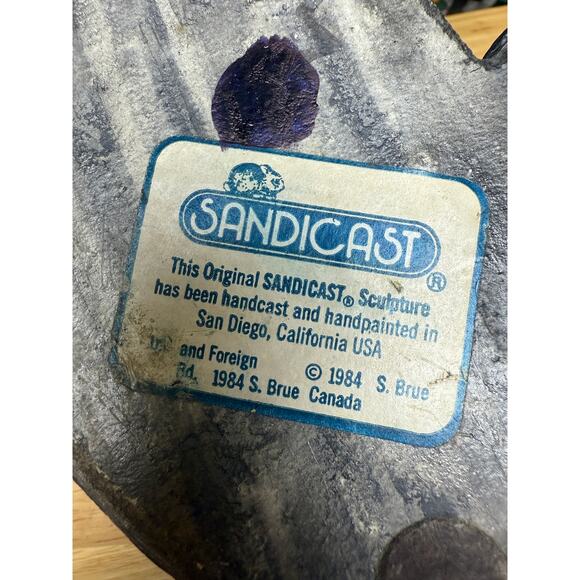 SANDICAST ®
This Original SANDICAST® Sculpture
has been handcast and handpainted in
San Diego, California USA
and Foreign © 1984 S. Brue
1984 S. Brue Canada